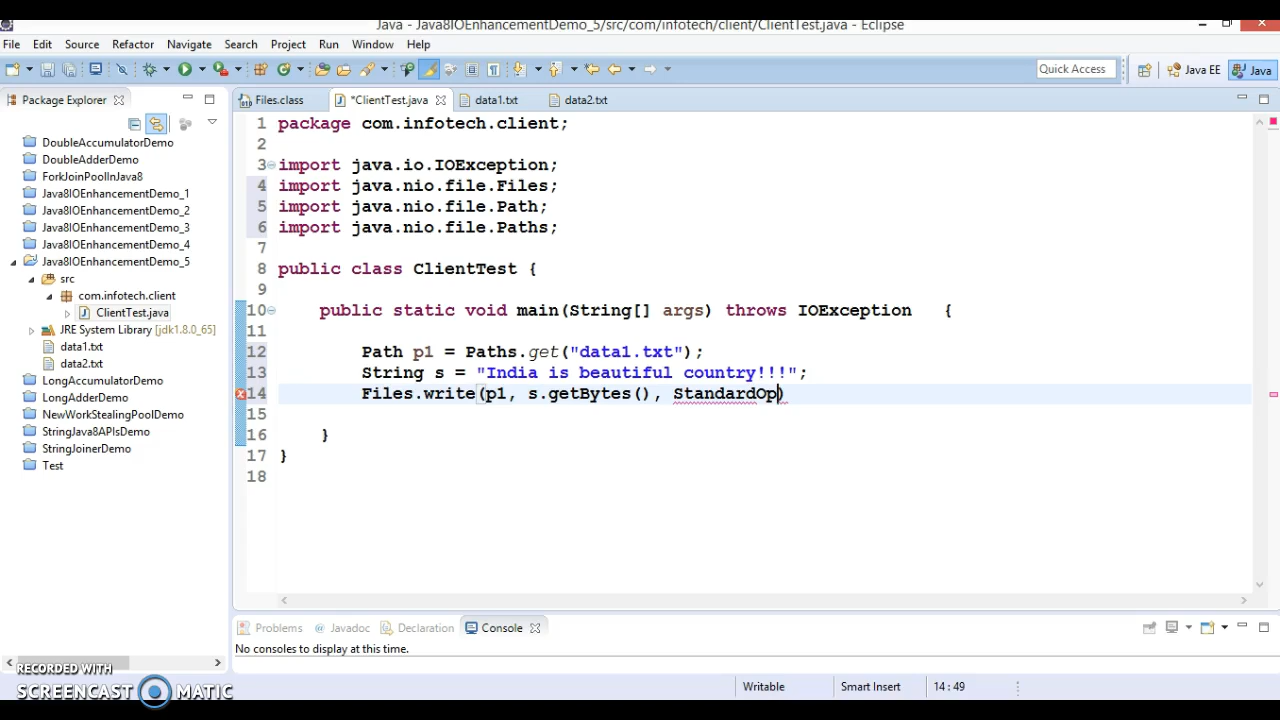 Java - Java8IOEnhancementDemo_5/src/com/infotech/client/ClientTest.java - Eclipse
File Edit Source Refactor Navigate Search Project Run Window Help
Quick Access Java EE Java
Package Explorer
DoubleAccumulatorDemo
DoubleAdderDemo
ForkJoinPoolInJava8
Java8IOEnhancementDemo_1
Java8IOEnhancementDemo_2
Java8IOEnhancementDemo_3
Java8IOEnhancementDemo_4
Java8IOEnhancementDemo_5
src
com.infotech.client
ClientTest.java
JRE System Library [jdk1.8.0_65]
data1.txt
data2.txt
LongAccumulatorDemo
LongAdderDemo
NewWorkStealingPoolDemo
StringJava8APIsDemo
StringJoinerDemo
Test
Files.class *ClientTest.java data1.txt data2.txt
1 package com.infotech.client;
2
3 import java.io.IOException;
4 import java.nio.file.Files;
5 import java.nio.file.Path;
6 import java.nio.file.Paths;
7
8 public class ClientTest {
9
10 public static void main(String[] args) throws IOException {
11
12 Path p1 = Paths.get("data1.txt");
13 String s = "India is beautiful country!!!";
14 Files.write(p1, s.getBytes(), StandardOp)
15
16 }
17 }
18
Problems Javadoc Declaration Console
No consoles to display at this time.
Writable Smart Insert 14 : 49
RECORDED WITH
SCREENCAST MATIC